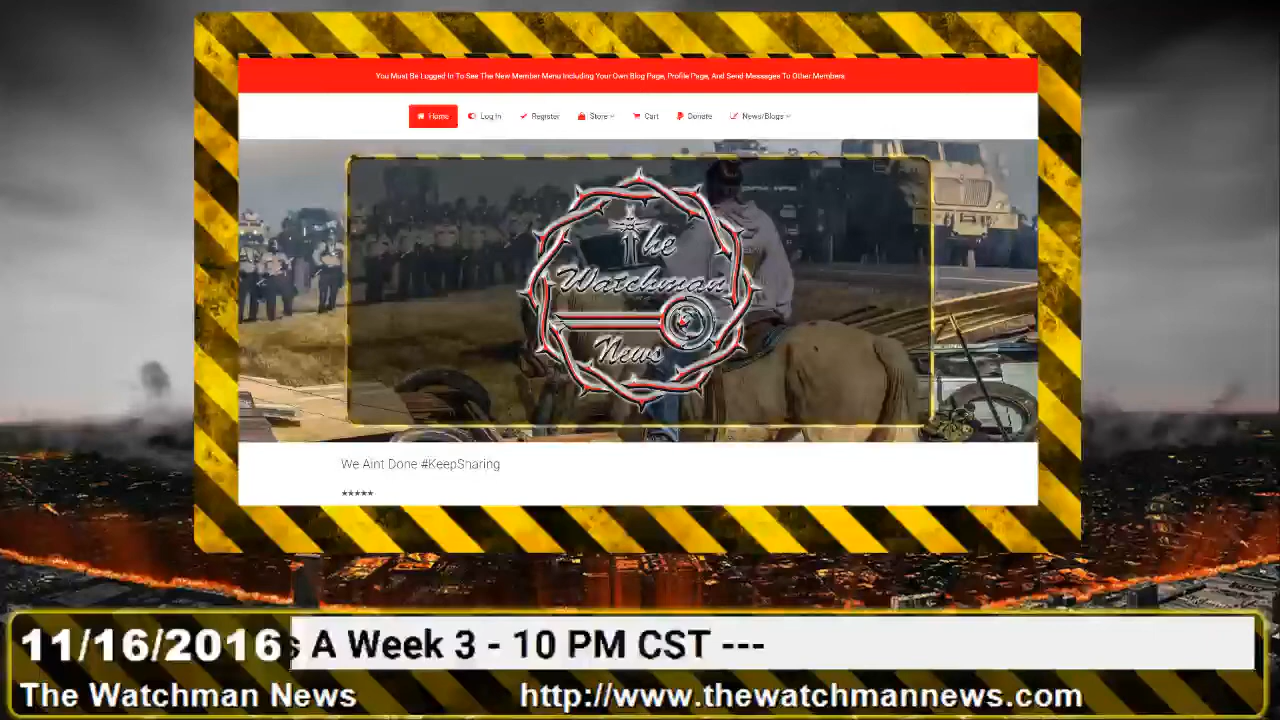 You Must Be Logged In To See The New Member Menu Including Your Own Blog Page, Profile Page, And Send Messages To Other Members
Home Log In Register Store Cart Donate News/Blogs
The
Watchman
News
61
We Aint Done #KeepSharing
★★★★★
11/16/2016 s A Week 3 - 10 PM CST ---
The Watchman News http://www.thewatchmannews.com